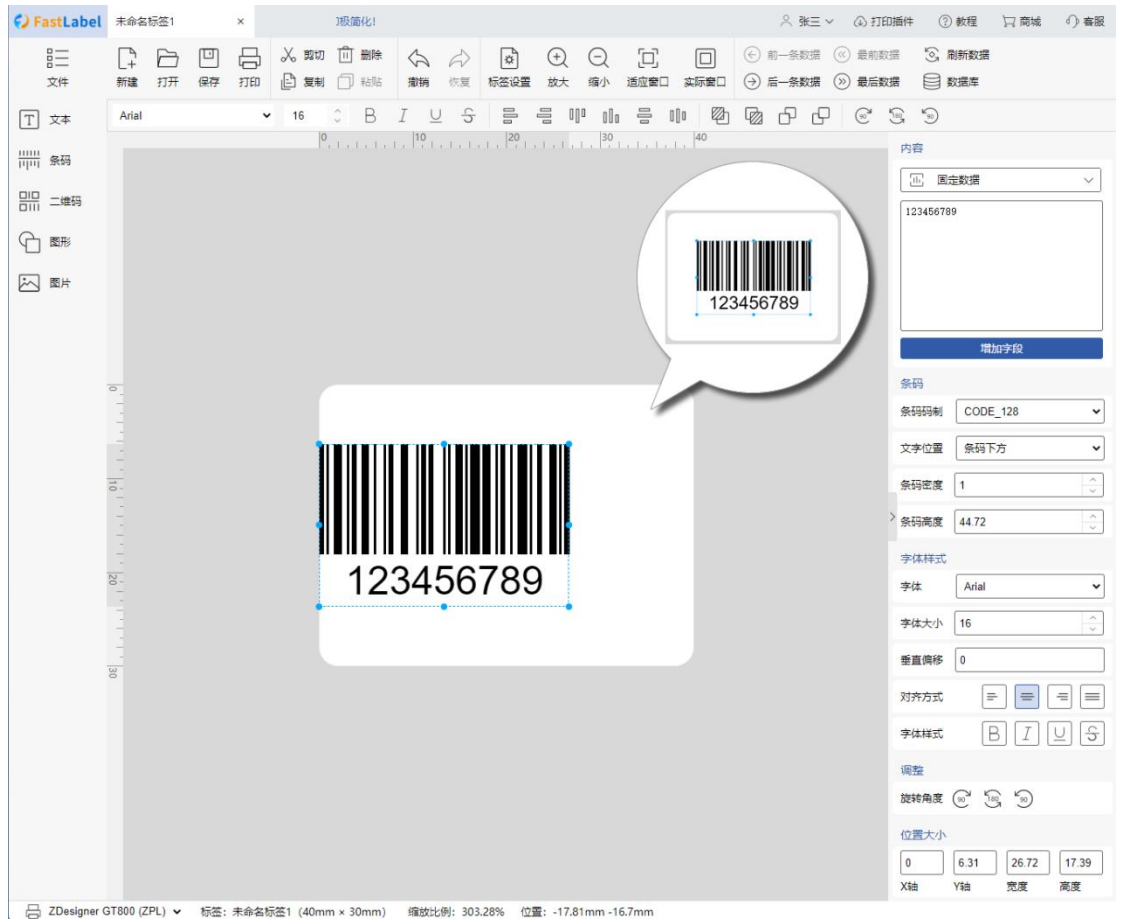 FastLabel 未命名标签1 × 极简化! 张三 打印插件 教程 商城 客服
文件 新建 打开 保存 打印 剪切 复制 删除 粘贴 撤销 恢复 标签设置 放大 缩小 适应窗口 实际窗口 前一条数据 后一条数据 最前数据 最后数据 刷新数据 数据库
Arial 16 B I U S 90 180 90
文本
条码
二维码
图形
图片
0 10 20 30 40
0
10
20
30
123456789
123456789
内容
固定数据
123456789
增加字段
条码
条码码制 CODE_128
文字位置 条码下方
条码密度 1
条码高度 44.72
字体样式
字体 Arial
字体大小 16
垂直偏移 0
对齐方式
字体样式 B I U S
调整
旋转角度 90 180 90
位置大小
0 6.31 26.72 17.39
X轴 Y轴 宽度 高度
ZDesigner GT800 (ZPL) 标签: 未命名标签1 (40mm × 30mm) 缩放比例: 303.28% 位置: -17.81mm -16.7mm